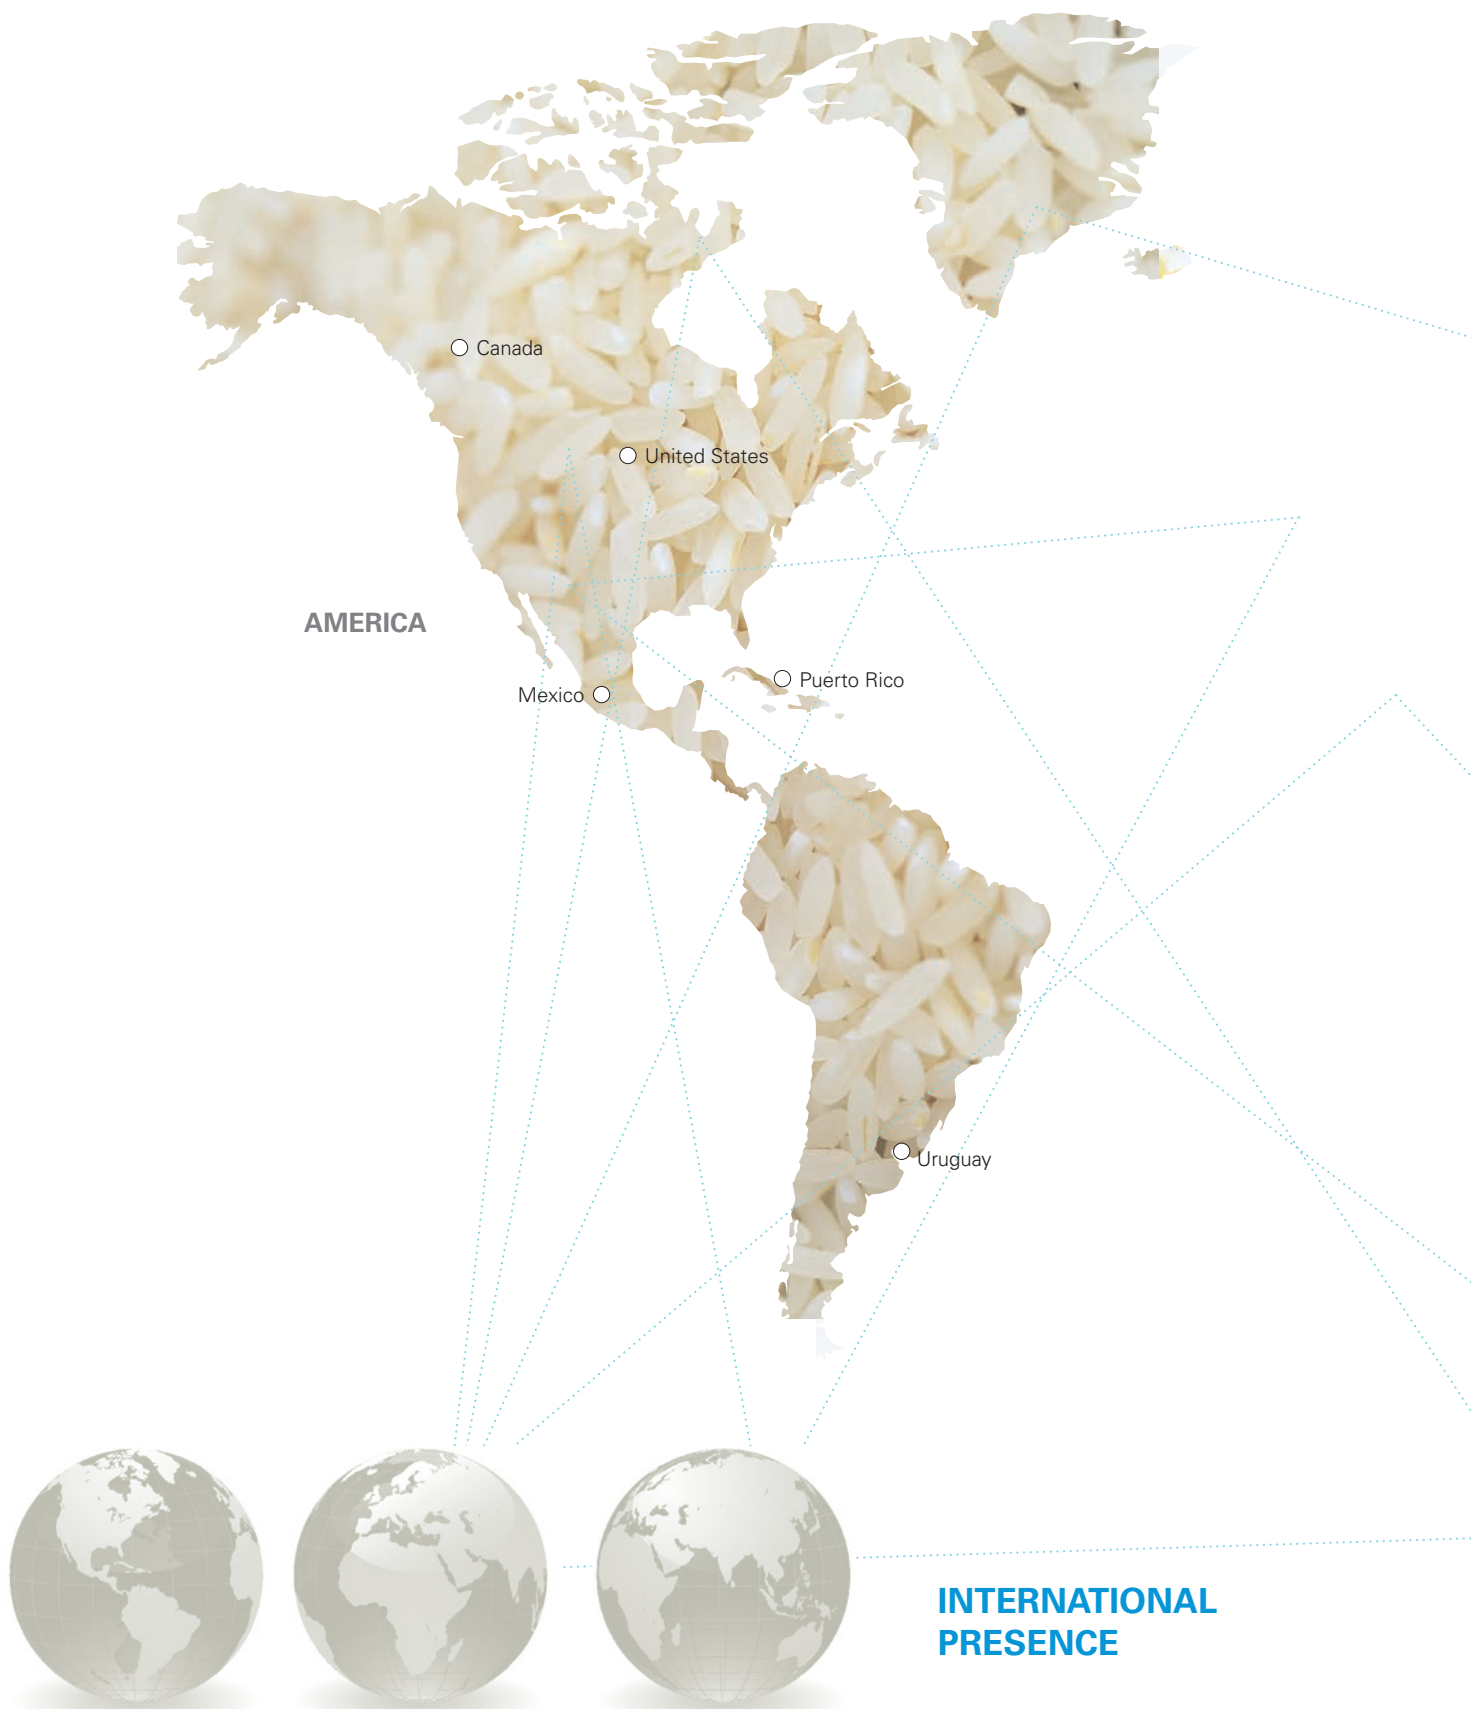 Canada
United States
AMERICA
Puerto Rico
Mexico
Uruguay
INTERNATIONAL
PRESENCE